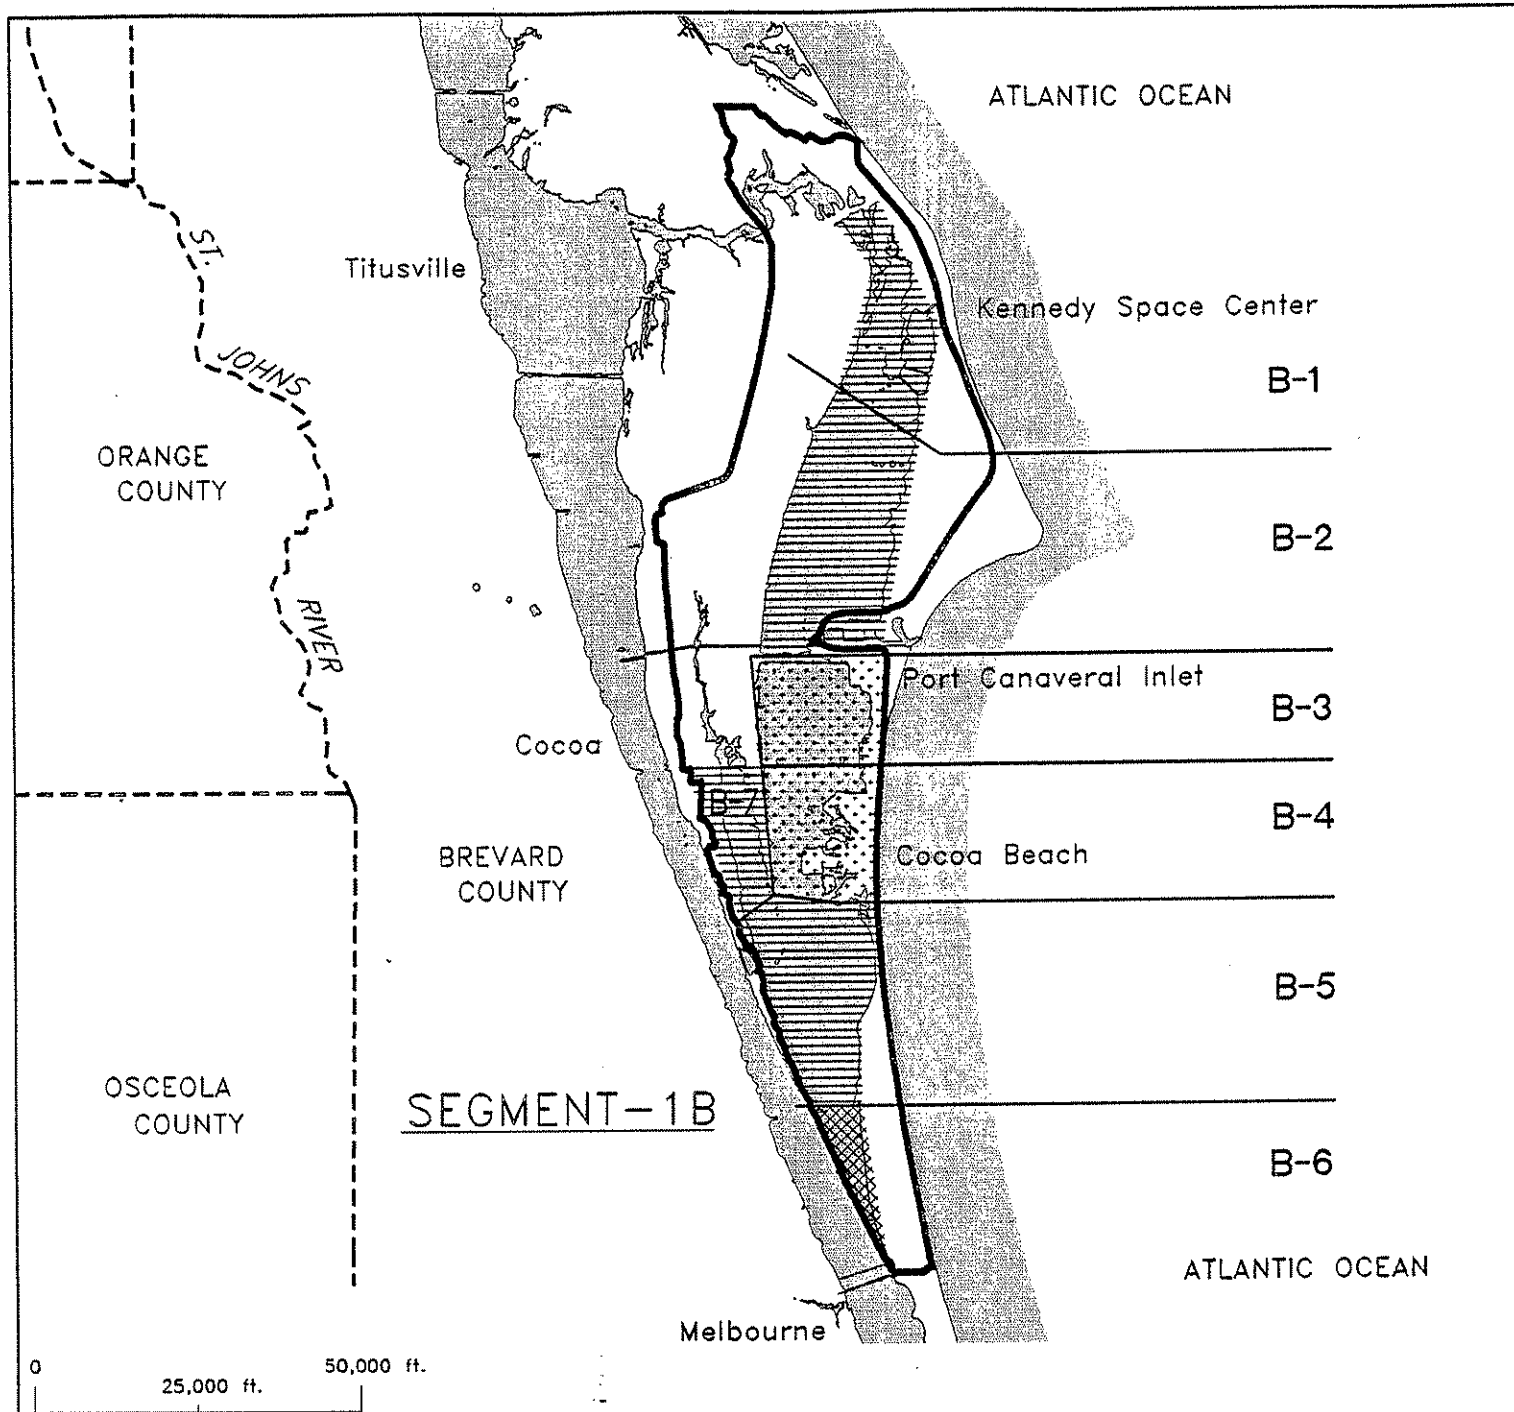 ATLANTIC OCEAN
ST.
Titusville
Kennedy Space Center
JOHNS
B-1
ORANGE
COUNTY
B-2
RIVER
Port Canaveral Inlet
B-3
Cocoa
B-7
B-4
BREVARD
COUNTY
Cocoa Beach
B-5
OSCEOLA
COUNTY
SEGMENT-1B
B-6
ATLANTIC OCEAN
Melbourne
0
50,000 ft.
25,000 ft.